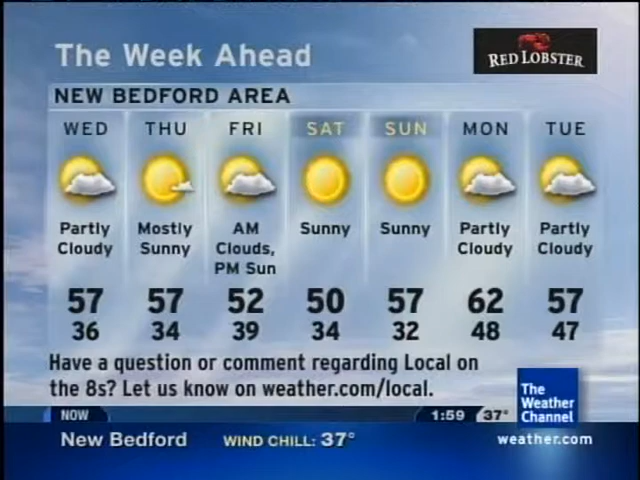 The Week Ahead
RED LOBSTER
NEW BEDFORD AREA
WED THU FRI SAT SUN MON TUE
Partly Cloudy
Mostly Sunny
AM Clouds, PM Sun
Sunny
Sunny
Partly Cloudy
Partly Cloudy
57 57 52 50 57 62 57
36 34 39 34 32 48 47
Have a question or comment regarding Local on
the 8s? Let us know on weather.com/local.
The
Weather
Channel
NOW 1:59 37°
New Bedford WIND CHILL: 37° weather.com